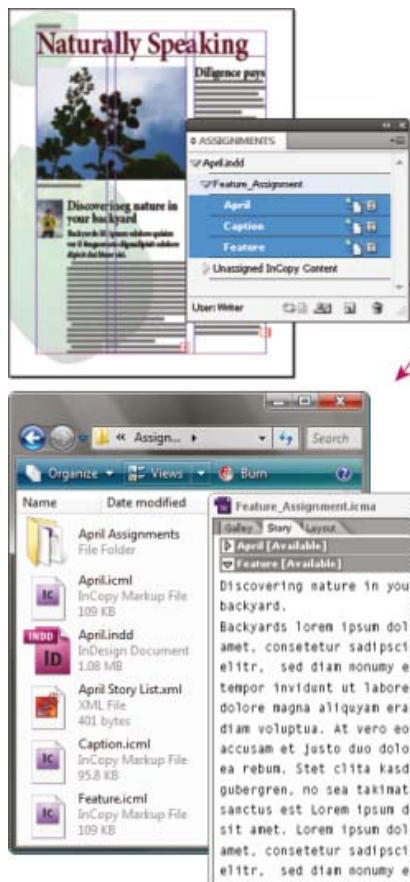 Naturally Speaking
Diligence pays
ASSIGNMENTS
April.indd
Feature_Assignment
April
Caption
Feature
Unassigned InCopy Content
User: Writer
Discovering nature in
your backyard
« Assign...
Search
Organize
Views
Burn
Name
Date modified
April Assignments
File Folder
April.icml
InCopy Markup File
109 KB
INDD
ID
April.indd
InDesign Document
1.08 MB
April Story List.xml
XML File
401 bytes
IC
Caption.icml
InCopy Markup File
95.8 KB
IC
Feature.icml
InCopy Markup File
109 KB
Feature_Assignment.icma
Galley Story Layout
April [Available]
Feature [Available]
Discovering nature in you
backyard.
Backyards lorem ipsum dol
amet, consetetur sadipsci
elitr, sed diam nonumy e
tempor invidunt ut labore
dolore magna aliquyam era
diam voluptua. At vero eo
accusam et justo duo dolo
ea rebum. Stet clita kasd
gubergren, no sea takimat
sanctus est Lorem ipsum d
sit amet. Lorem ipsum dol
amet, consetetur sadipsci
elitr, sed diam nonumy e